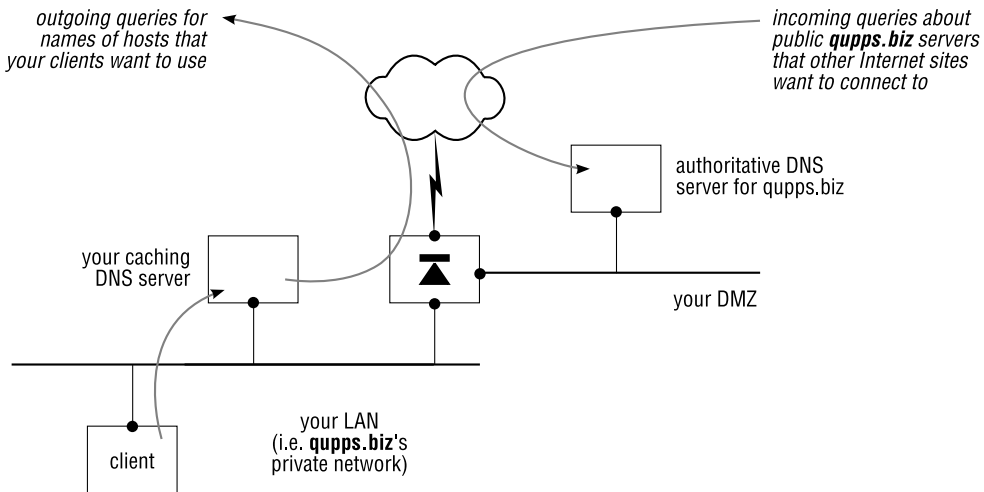 outgoing queries for
names of hosts that
your clients want to use
incoming queries about
public qupps.biz servers
that other Internet sites
want to connect to
authoritative DNS
server for qupps.biz
your caching
DNS server
your DMZ
your LAN
(i.e. qupps.biz's
private network)
client